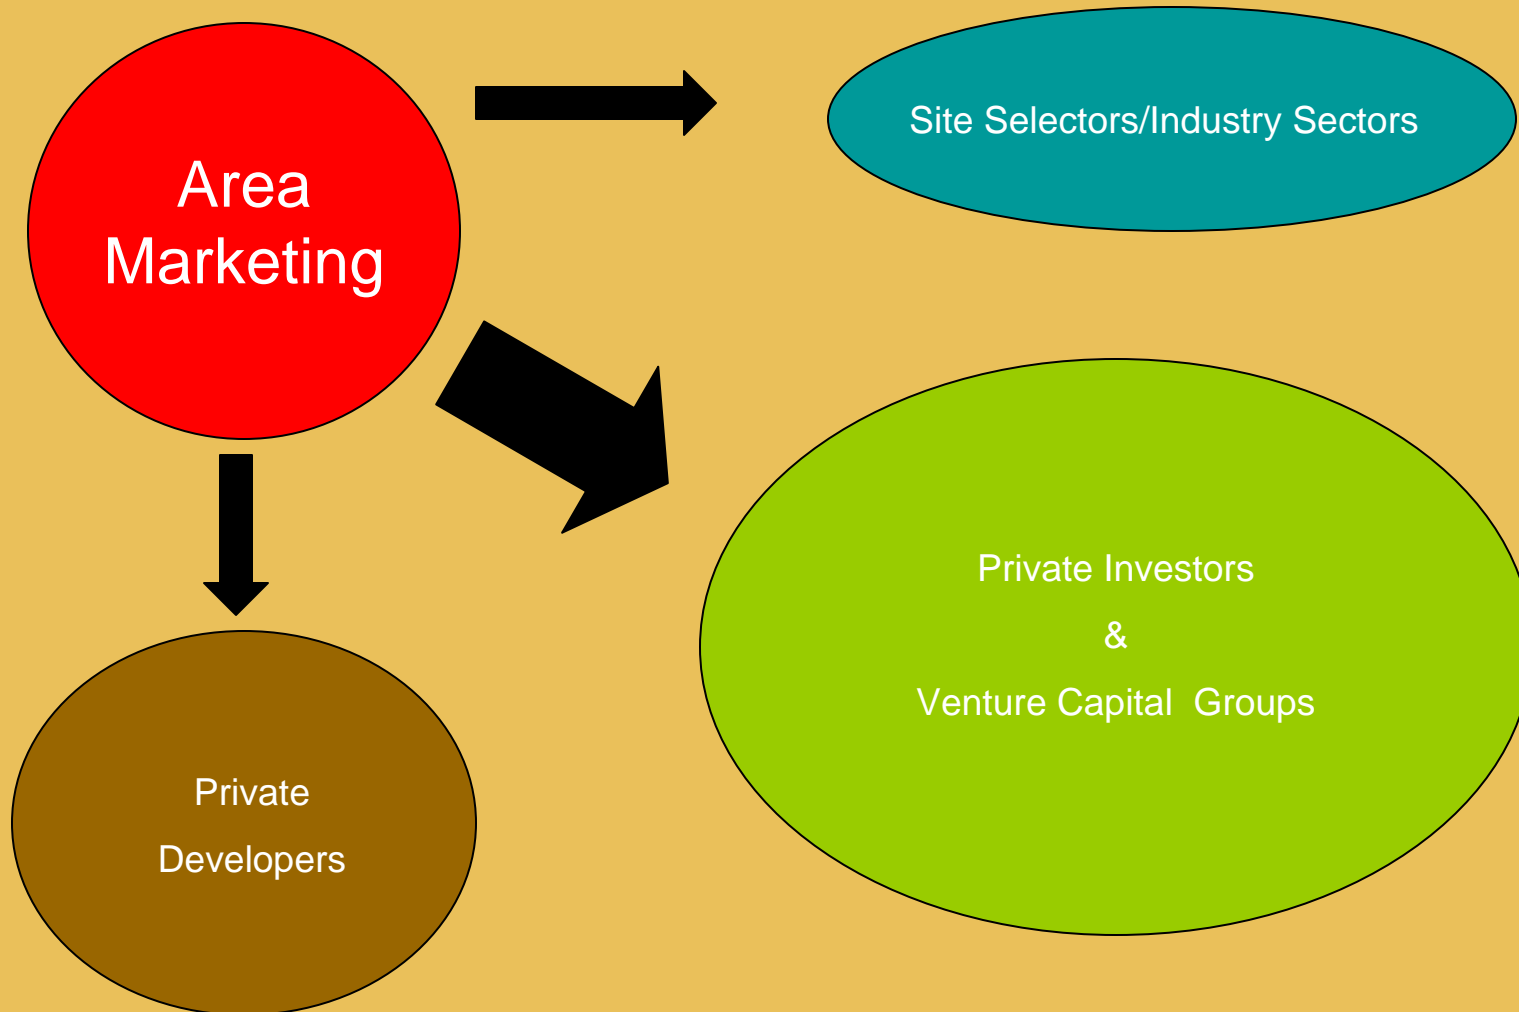 Area
Marketing
Site Selectors/Industry Sectors
Private Investors
&
Venture Capital  Groups
Private
Developers